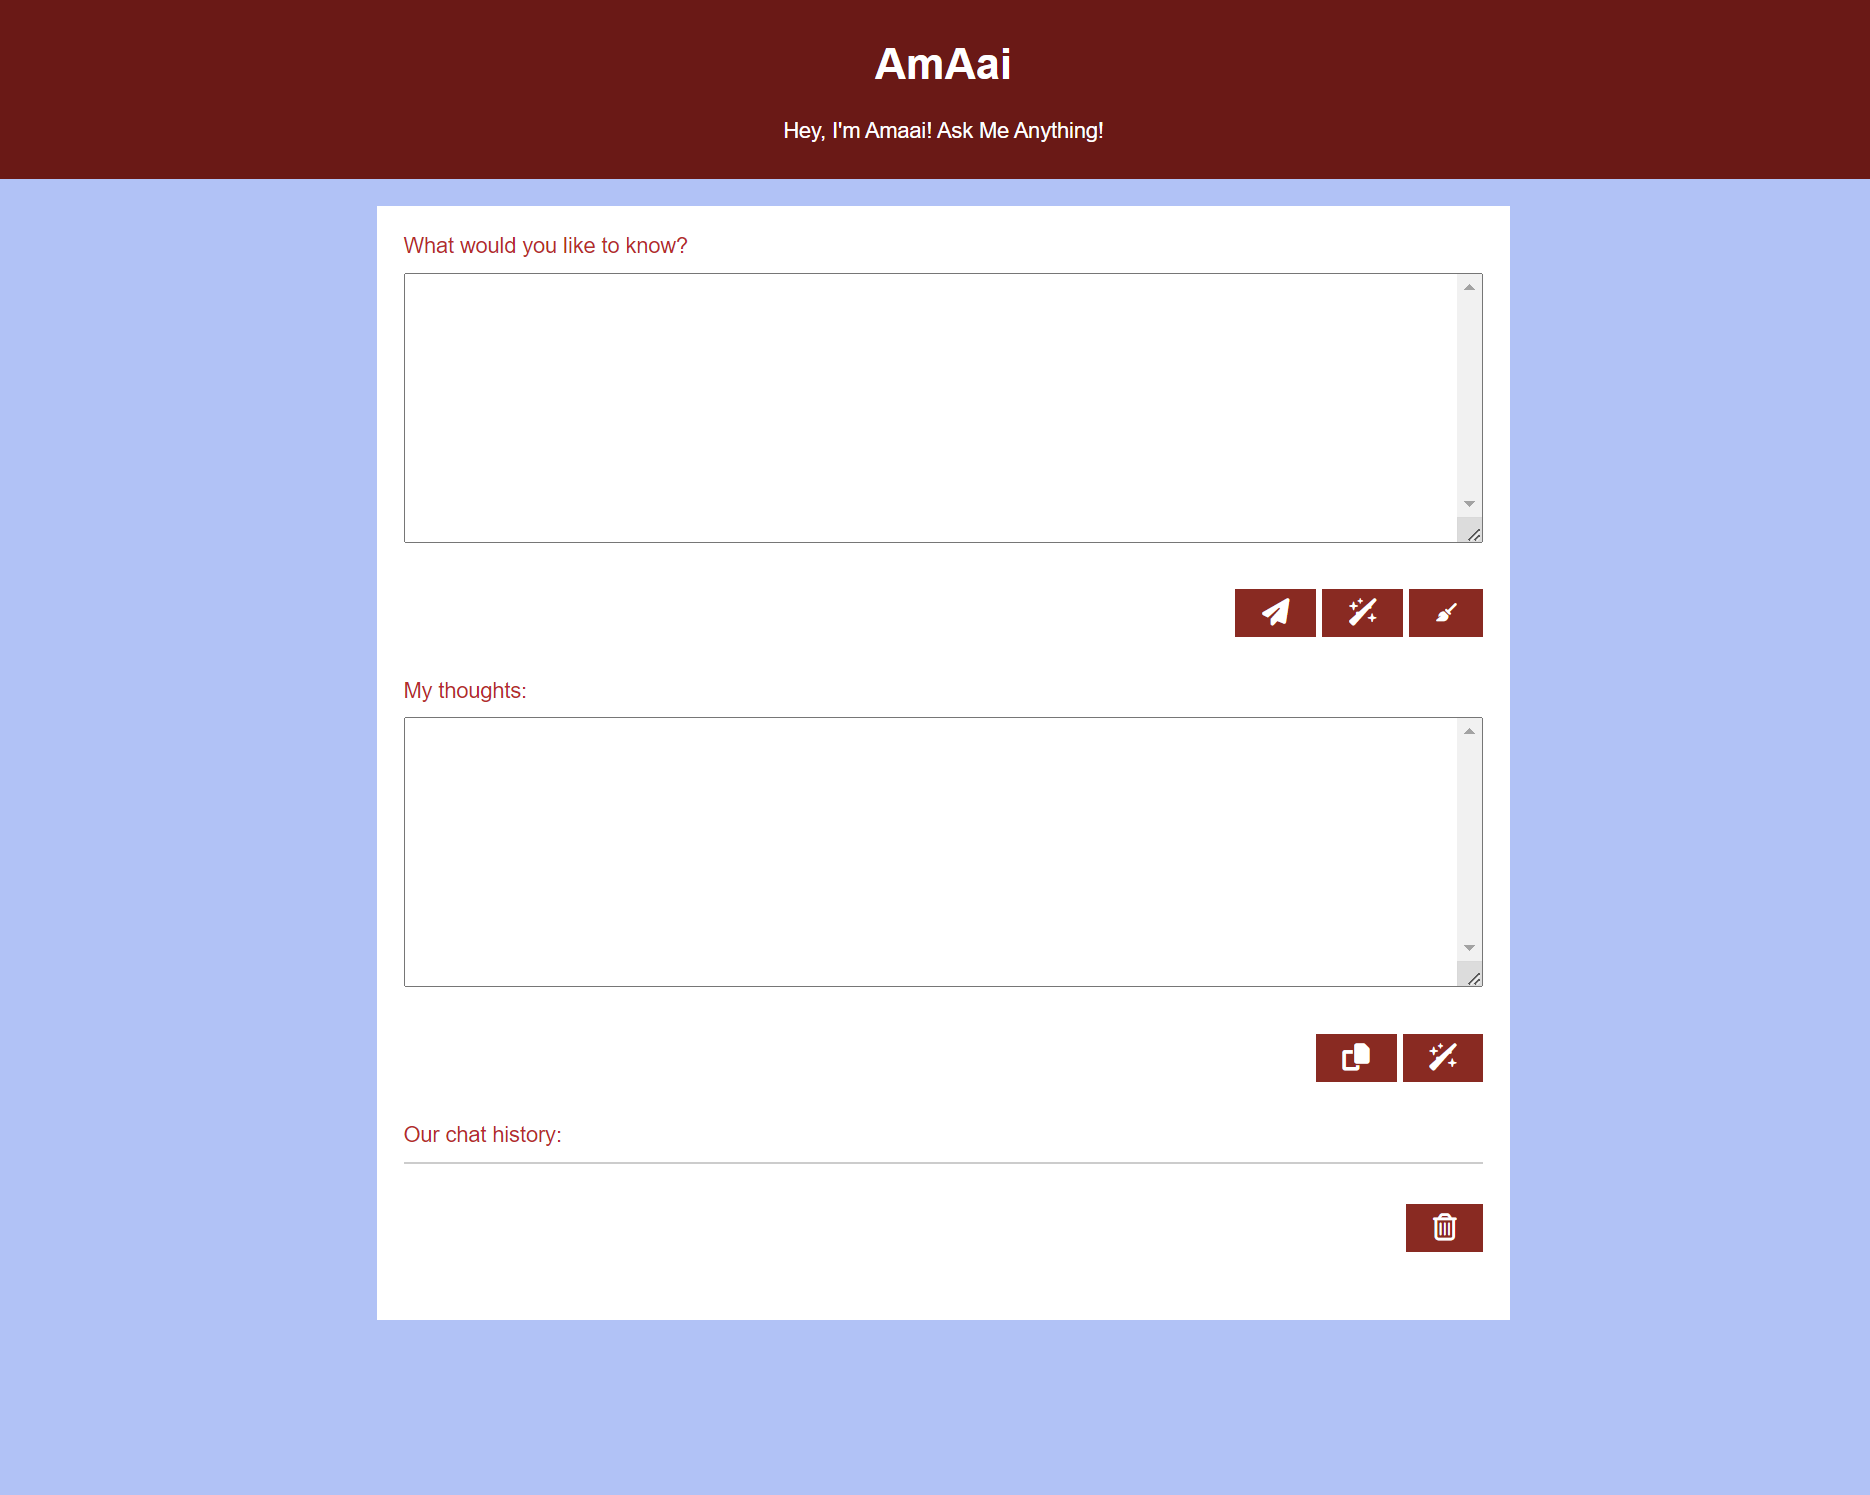 AmAai
Hey, I'm Amaai! Ask Me Anything!
What would you like to know?
My thoughts:
Our chat history: